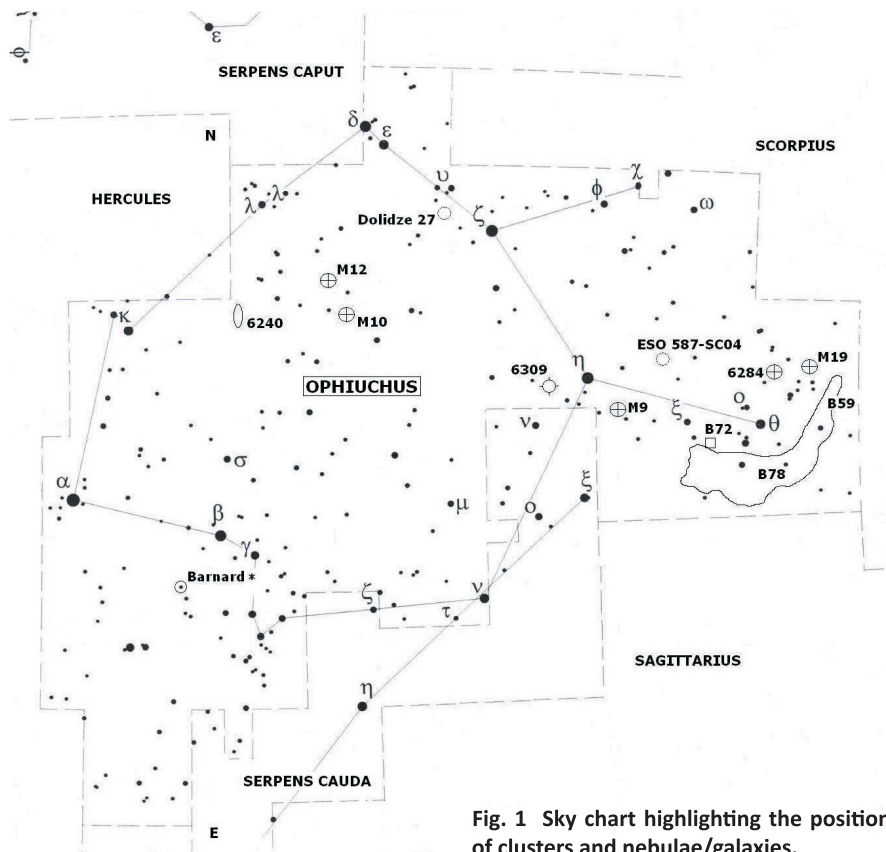 ε
φ
SERPENS CAPUT
N
δ
ε
SCORPIUS
HERCULES
λ
λ
υ
φ
χ
ω
Dolidze 27
ζ
M12
κ
6240
M10
ESO 587-SC04
M19
6309
η
6284
OPHIUCHUS
M9
ο
B59
ν
ξ
B72
θ
σ
B78
α
ξ
μ
ο
β
γ
Barnard *
ζ
ν
τ
SAGITTARIUS
η
SERPENS CAUDA
E
Fig. 1 Sky chart highlighting the position
of clusters and nebulae/galaxies.